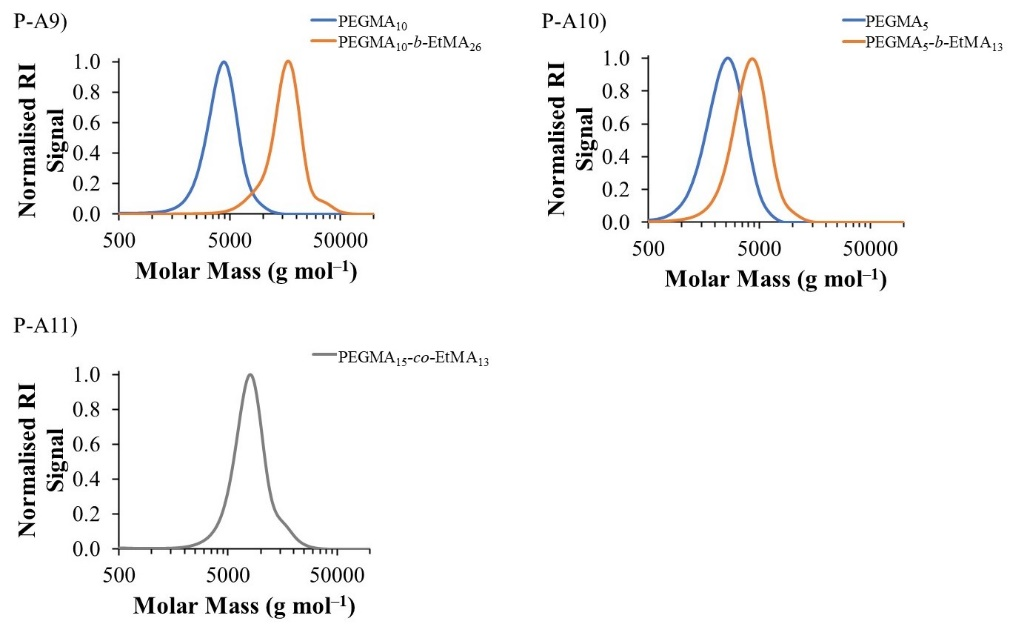 P-A9)
PEGMA10
PEGMA10-b-EtMA26
Normalised RI
Signal
1.0
0.8
0.6
0.4
0.2
0.0
500 5000 50000
Molar Mass (g mol–1)
P-A10)
PEGMA5
PEGMA5-b-EtMA13
Normalised RI
Signal
1.0
0.8
0.6
0.4
0.2
0.0
500 5000 50000
Molar Mass (g mol–1)
P-A11)
PEGMA15-co-EtMA13
Normalised RI
Signal
1.0
0.8
0.6
0.4
0.2
0.0
500 5000 50000
Molar Mass (g mol–1)